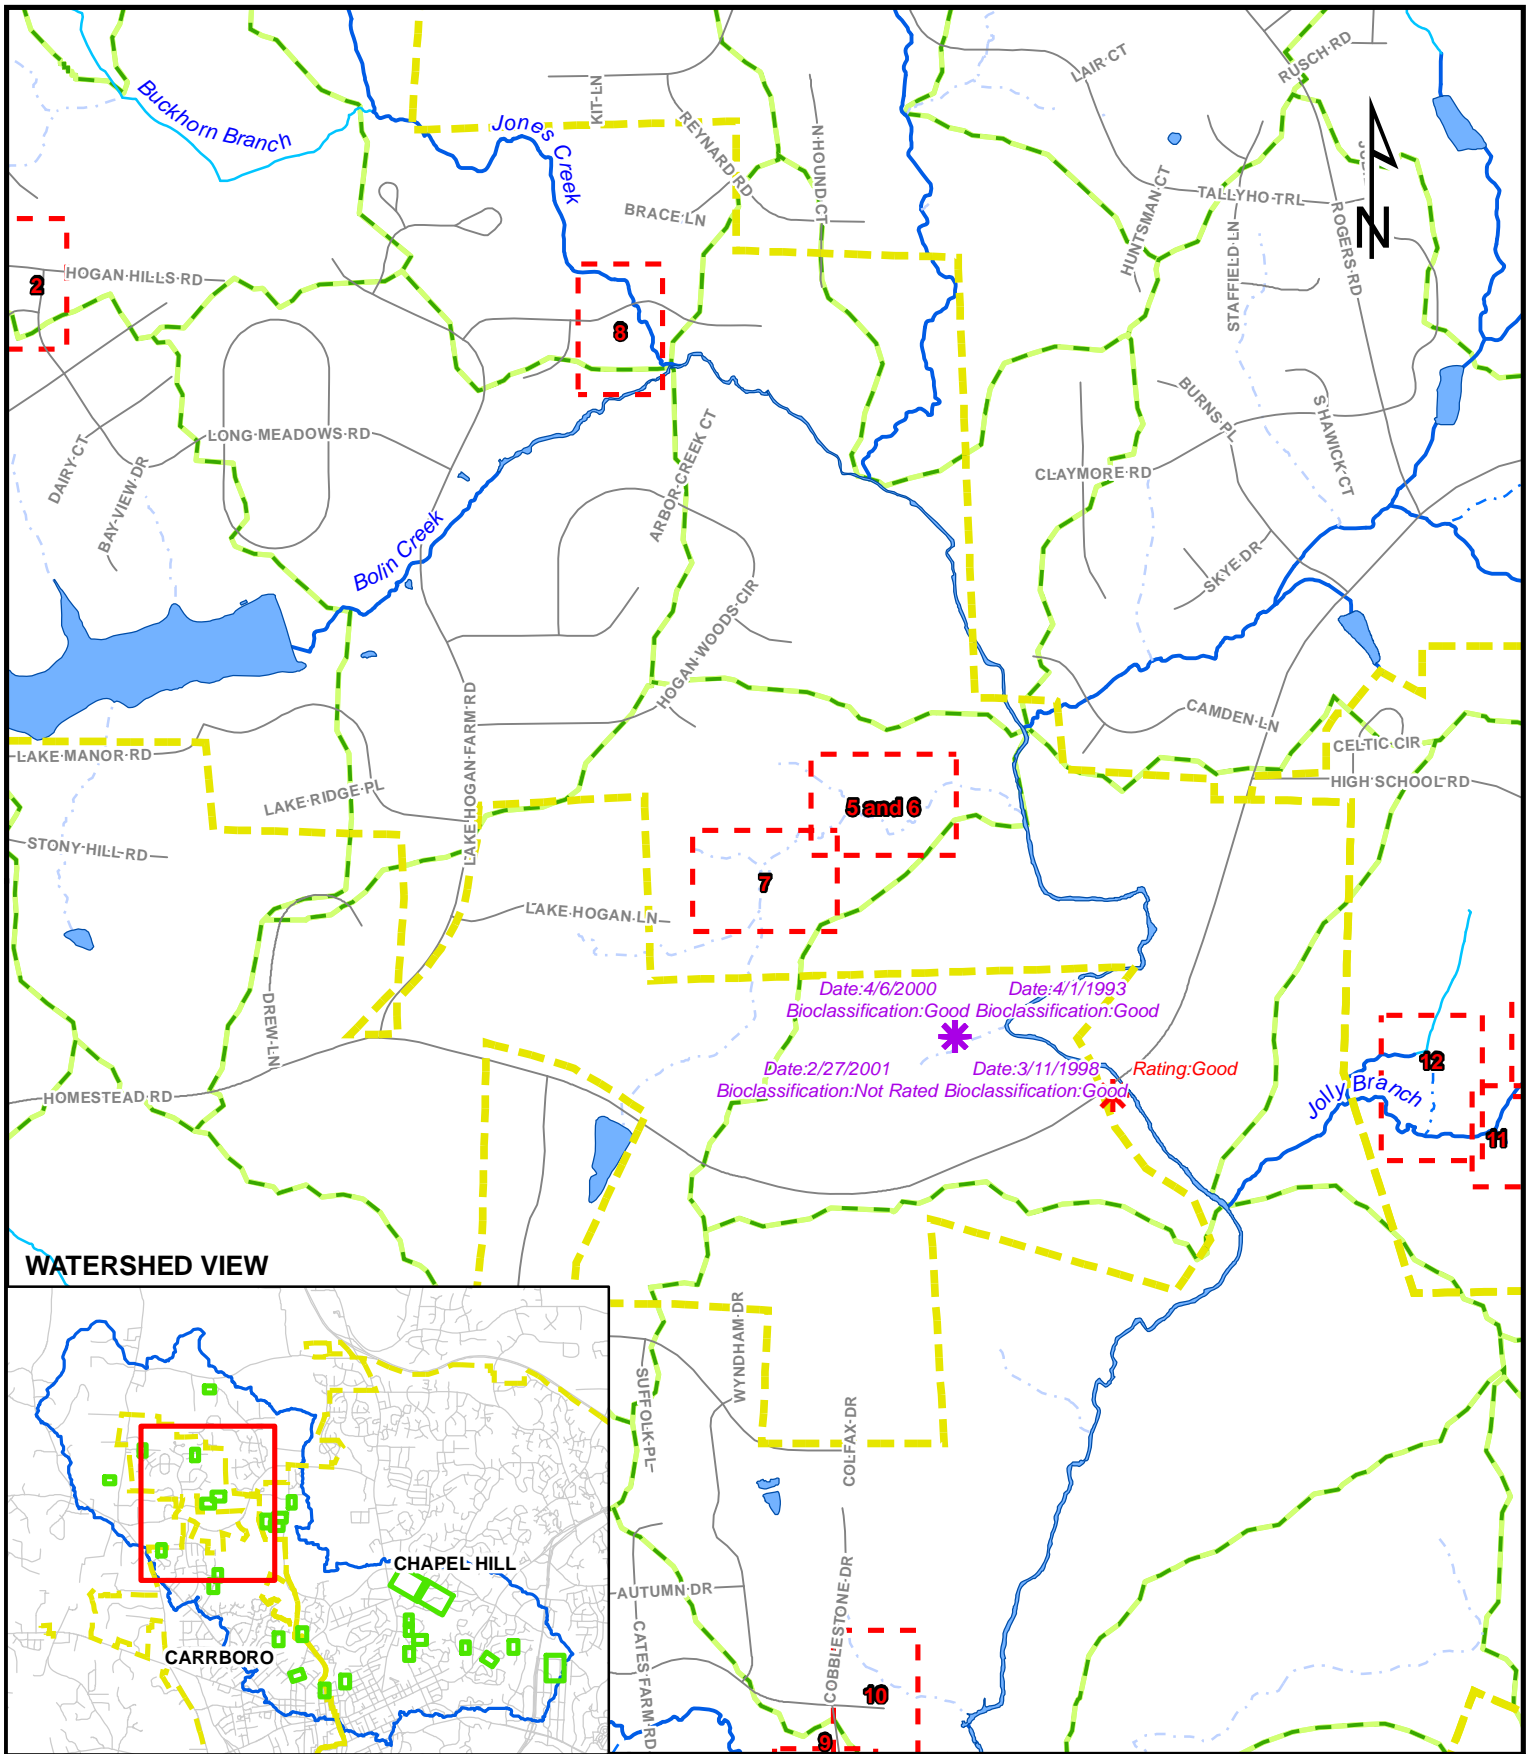 RUSCH RD
LAIR CT
Buckhorn Branch
Jones Creek
KIT LN
REYNARD RD
N HOUND CT
BRACE LN
HUNTSMAN CT
TALLYHO TRL
STAFFIELD LN
ROGERS RD
N
2
HOGAN HILLS RD
8
LONG MEADOWS RD
DAIRY CT
BAY VIEW DR
ARBOR CREEK CT
BURNS PL
S HAWICK CT
CLAYMORE RD
SKYE DR
Bolin Creek
HOGAN WOODS CIR
LAKE HOGAN FARM RD
CAMDEN LN
CELTIC CIR
HIGH SCHOOL RD
LAKE MANOR RD
LAKE RIDGE PL
STONY HILL RD
5 and 6
7
LAKE HOGAN LN
DREW LN
Date:4/6/2000
Bioclassification:Good
Date:4/1/1993
Bioclassification:Good
Date:2/27/2001
Bioclassification:Not Rated
Date:3/11/1998
Bioclassification:Good
Rating:Good
HOMESTEAD RD
12
Jolly Branch
11
WATERSHED VIEW
WYNDHAM DR
SUFFOLK PL
COLFAX DR
CHAPEL HILL
CARRBORO
AUTUMN DR
CATES FARM RD
COBBLESTONE DR
10
9